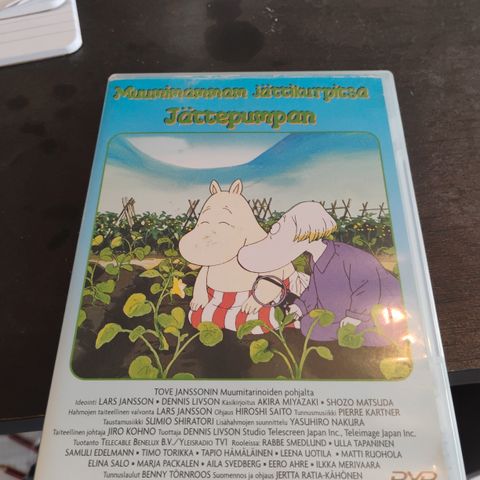 Muumimamman Jättikurpitsa
Jättepumpan
TOVE JANSSONIN Muumitarinoiden pohjalta
Ideointi LARS JANSSON • DENNIS LIVSON Käsikirjoitus AKIRA MIYAZAKI • SHOZO MATSUDA
Hahmojen taiteellinen valvonta LARS JANSSON Ohjaus HIROSHI SAITO Tunnusmusiikki PIERRE KARTNER
Taustamusiikki SUMIO SHIRATORI Lisähahmojen suunnittelu YASUHIRO NAKURA
Taiteellinen johtaja JIRO KOHNO Tuottaja DENNIS LIVSON Studio Telescreen Japan Inc., Teleimage Japan Inc.
Tuotanto TELECABLE BENELUX B.V./YLEISRADIO TV1 Rooleissa: RABBE SMEDLUND • ULLA TAPANINEN
SAMULI EDELMANN • TIMO TORIKKA • TAPIO HÄMÄLÄINEN • LEENA UOTILA • MATTI RUOHOLA
ELINA SALO • MARJA PACKALEN • AILA SVEDBERG • EERO AHRE • ILKKA MERIVAARA
Tunnuslaulut BENNY TÖRNROOS Suomennos ja ohjaus JERTTA RATIA-KÄHÖNEN
DVD